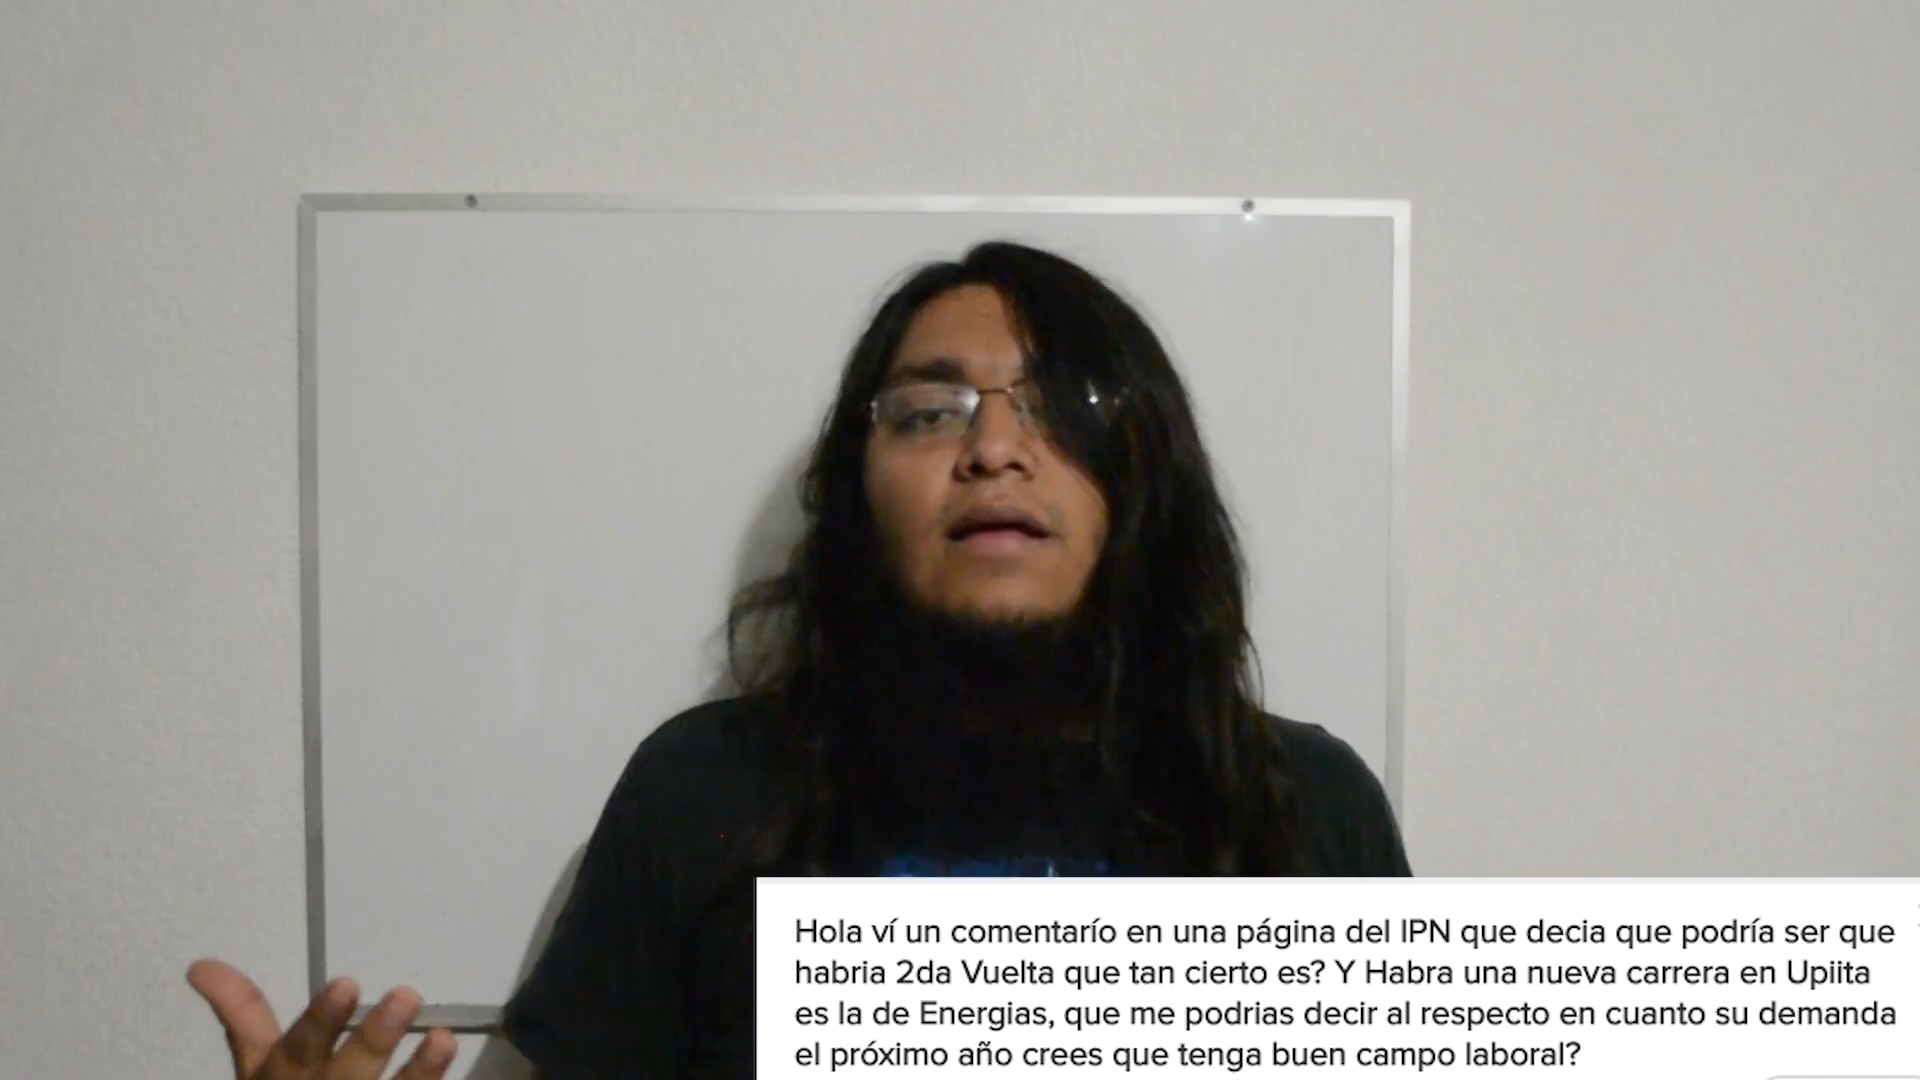 Hola ví un comentarío en una página del IPN que decia que podría ser que
habria 2da Vuelta que tan cierto es? Y Habra una nueva carrera en Upiita
es la de Energias, que me podrias decir al respecto en cuanto su demanda
el próximo año crees que tenga buen campo laboral?